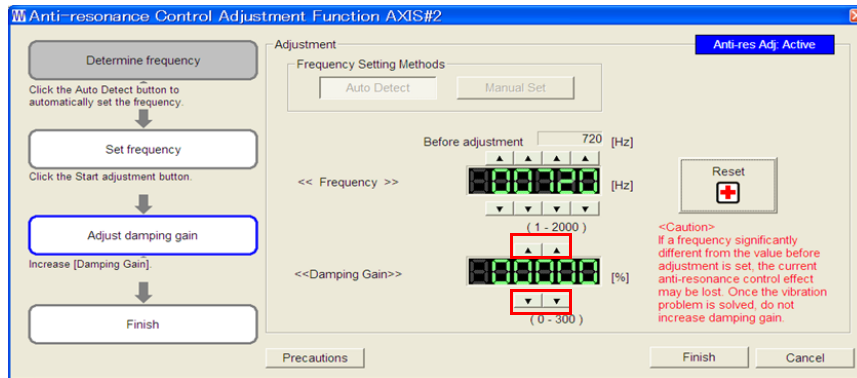 Anti-resonance Control Adjustment Function AXIS#2
Determine frequency
Click the Auto Detect button to
automatically set the frequency.
Set frequency
Click the Start adjustment button.
Adjust damping gain
Increase [Damping Gain].
Finish
Adjustment
Anti-res Adj: Active
Frequency Setting Methods
Auto Detect
Manual Set
Before adjustment 720 [Hz]
<< Frequency >> 00720 [Hz]
( 1 - 2000 )
<<Damping Gain>> [%]
( 0 - 300 )
Reset
<Caution>
If a frequency significantly
different from the value before
adjustment is set, the current
anti-resonance control effect
may be lost. Once the vibration
problem is solved, do not
increase damping gain.
Precautions
Finish
Cancel